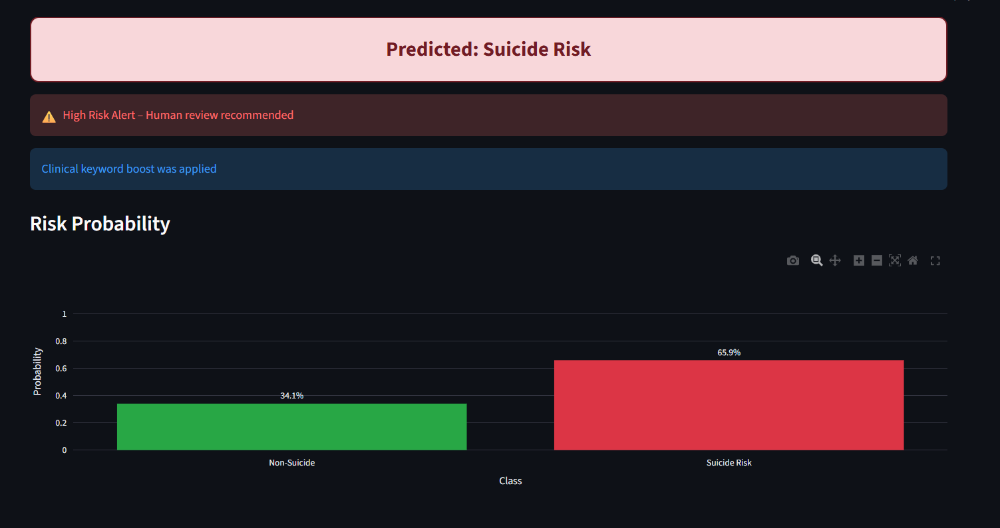 Predicted: Suicide Risk
High Risk Alert – Human review recommended
Clinical keyword boost was applied
Risk Probability
1
0.8
0.6
0.4
0.2
0
Probability
34.1%
65.9%
Non-Suicide
Suicide Risk
Class